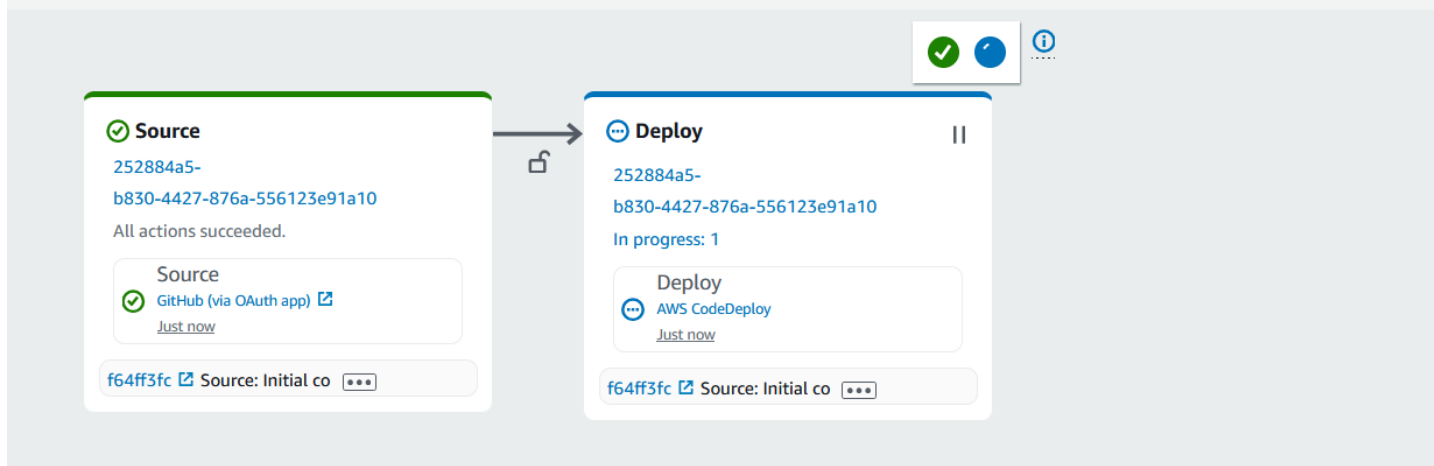 Source
252884a5-
b830-4427-876a-556123e91a10
All actions succeeded.
Source
GitHub (via OAuth app)
Just now
f64ff3fc Source: Initial co
Deploy
252884a5-
b830-4427-876a-556123e91a10
In progress: 1
Deploy
AWS CodeDeploy
Just now
f64ff3fc Source: Initial co